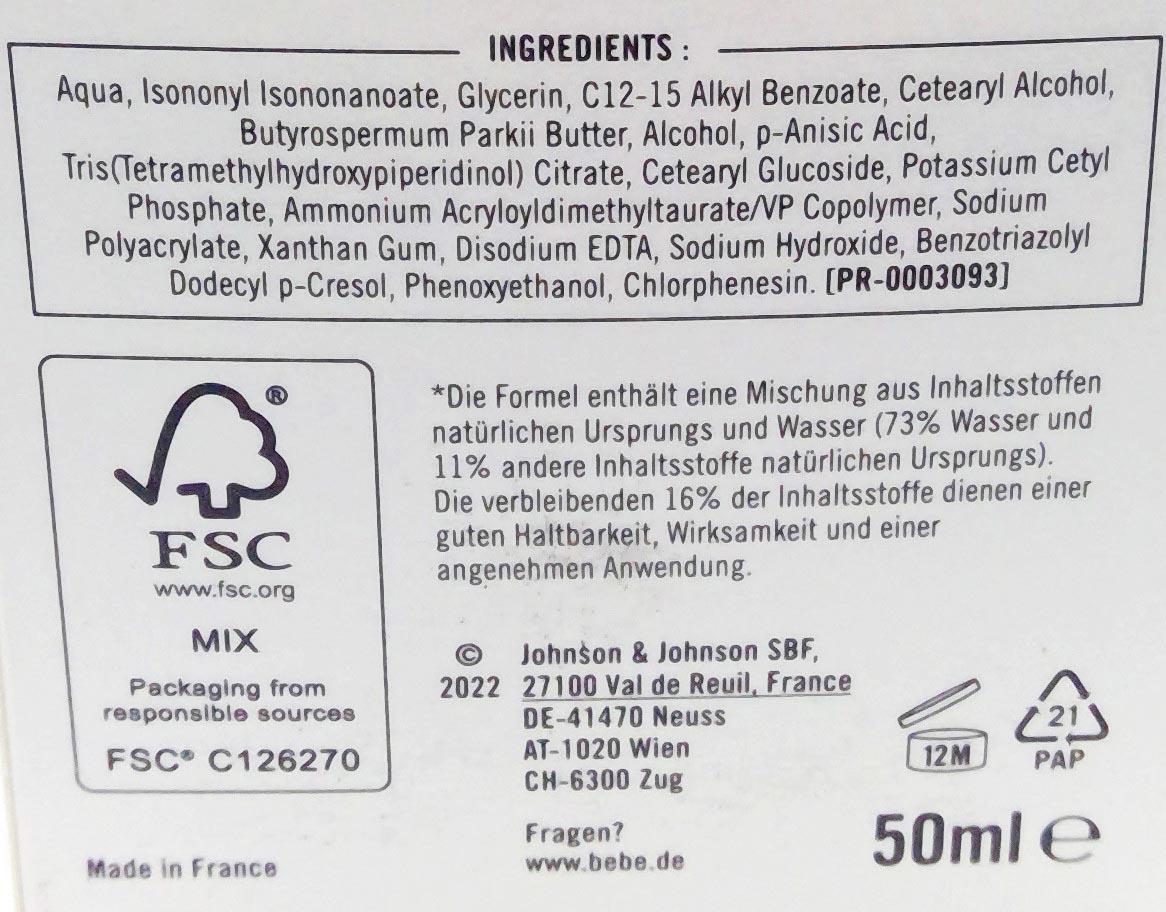 INGREDIENTS :
Aqua, Isononyl Isononanoate, Glycerin, C12-15 Alkyl Benzoate, Cetearyl Alcohol,
Butyrospermum Parkii Butter, Alcohol, p-Anisic Acid,
Tris(Tetramethylhydroxypiperidinol) Citrate, Cetearyl Glucoside, Potassium Cetyl
Phosphate, Ammonium Acryloyldimethyltaurate/VP Copolymer, Sodium
Polyacrylate, Xanthan Gum, Disodium EDTA, Sodium Hydroxide, Benzotriazolyl
Dodecyl p-Cresol, Phenoxyethanol, Chlorphenesin. [PR-0003093]
®
FSC
www.fsc.org
MIX
Packaging from
responsible sources
FSC® C126270
Made in France
*Die Formel enthält eine Mischung aus Inhaltsstoffen
natürlichen Ursprungs und Wasser (73% Wasser und
11% andere Inhaltsstoffe natürlichen Ursprungs).
Die verbleibenden 16% der Inhaltsstoffe dienen einer
guten Haltbarkeit, Wirksamkeit und einer
angenehmen Anwendung.
© Johnson & Johnson SBF,
2022 27100 Val de Reuil, France
DE-41470 Neuss
AT-1020 Wien
CH-6300 Zug
Fragen?
www.bebe.de
12M
21
PAP
50ml e